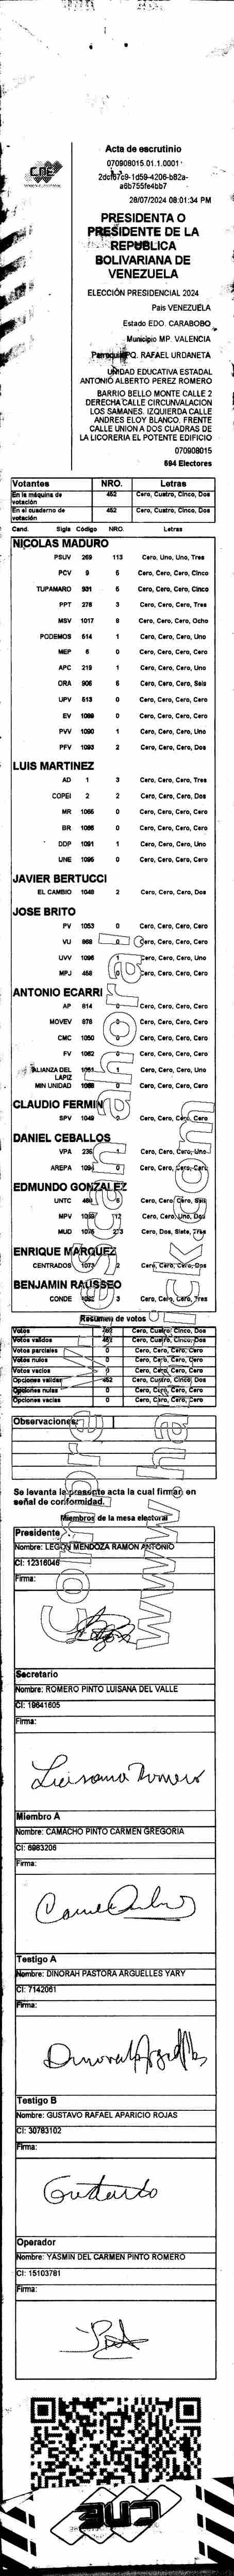 CNE
Acta de escrutinio
070908015.01.1.0001
2dcf67c9-1d59-4206-b82a-
a6b755fe4bb7
28/07/2024 08:01:34 PM
PRESIDENTA O
PRESIDENTE DE LA
REPUBLICA
BOLIVARIANA DE
VENEZUELA
ELECCIÓN PRESIDENCIAL 2024
Pais VENEZUELA
Estado EDO. CARABOBO
Municipio MP. VALENCIA
Parroquia PQ. RAFAEL URDANETA
UNIDAD EDUCATIVA ESTADAL
ANTONIO ALBERTO PEREZ ROMERO
BARRIO BELLO MONTE CALLE 2
DERECHA CALLE CIRCUNVALACION
LOS SAMANES. IZQUIERDA CALLE
ANDRES ELOY BLANCO. FRENTE
CALLE UNION A DOS CUADRAS DE
LA LICORERIA EL POTENTE EDIFICIO
070908015
694 Electores
Votantes NRO. Letras
En la máquina de votación 452 Cero, Cuatro, Cinco, Dos
En el cuaderno de votación 452 Cero, Cuatro, Cinco, Dos
Cand. Sigla Código NRO. Letras
NICOLAS MADURO
PSUV 269 113 Cero, Uno, Uno, Tres
PCV 9 5 Cero, Cero, Cero, Cinco
TUPAMARO 931 5 Cero, Cero, Cero, Cinco
PPT 276 3 Cero, Cero, Cero, Tres
MSV 1017 8 Cero, Cero, Cero, Ocho
PODEMOS 514 1 Cero, Cero, Cero, Uno
MEP 6 0 Cero, Cero, Cero, Cero
APC 219 1 Cero, Cero, Cero, Uno
ORA 906 6 Cero, Cero, Cero, Seis
UPV 513 0 Cero, Cero, Cero, Cero
EV 1089 0 Cero, Cero, Cero, Cero
PVV 1090 1 Cero, Cero, Cero, Uno
PFV 1093 2 Cero, Cero, Cero, Dos
LUIS MARTINEZ
AD 1 3 Cero, Cero, Cero, Tres
COPEI 2 2 Cero, Cero, Cero, Dos
MR 1065 0 Cero, Cero, Cero, Cero
BR 1086 0 Cero, Cero, Cero, Cero
DDP 1091 1 Cero, Cero, Cero, Uno
UNE 1095 0 Cero, Cero, Cero, Cero
JAVIER BERTUCCI
EL CAMBIO 1048 2 Cero, Cero, Cero, Dos
JOSE BRITO
PV 1053 0 Cero, Cero, Cero, Cero
VU 868 0 Cero, Cero, Cero, Cero
UVV 1096 1 Cero, Cero, Cero, Uno
MPJ 458 0 Cero, Cero, Cero, Cero
ANTONIO ECARRI
AP 814 0 Cero, Cero, Cero, Cero
MOVEV 876 0 Cero, Cero, Cero, Cero
CMC 1050 0 Cero, Cero, Cero, Cero
FV 1082 0 Cero, Cero, Cero, Cero
ALIANZA DEL LAPIZ 1081 1 Cero, Cero, Cero, Uno
MIN UNIDAD 1088 0 Cero, Cero, Cero, Cero
CLAUDIO FERMIN
SPV 1049 0 Cero, Cero, Cero, Cero
DANIEL CEBALLOS
VPA 236 1 Cero, Cero, Cero, Uno
AREPA 1094 0 Cero, Cero, Cero, Cero
EDMUNDO GONZALEZ
UNTC 6 Cero, Cero, Cero, Seis
MPV Cero, Cero, Uno, Dos
MUD 273 Cero, Dos, Siete, Tres
ENRIQUE MARQUEZ
CENTRADOS 1073 2 Cero, Cero, Cero, Dos
BENJAMIN RAUSSEO
CONDE 3 Cero, Cero, Cero, Tres
Resumen de votos
Votos 452 Cero, Cuatro, Cinco, Dos
Votos validos 452 Cero, Cuatro, Cinco, Dos
Votos parciales 0 Cero, Cero, Cero, Cero
Votos nulos 0 Cero, Cero, Cero, Cero
Votos vacios 0 Cero, Cero, Cero, Cero
Opciones validas 452 Cero, Cuatro, Cinco, Dos
Opciones nulas 0 Cero, Cero, Cero, Cero
Opciones vacias 0 Cero, Cero, Cero, Cero
Observaciones:
Se levanta la presente acta la cual firman en
señal de conformidad.
Miembros de la mesa electoral
Presidente
Nombre: LEGON MENDOZA RAMON ANTONIO
CI: 12316046
Firma:
Secretario
Nombre: ROMERO PINTO LUISANA DEL VALLE
CI: 19641605
Firma:
Luisana Romero
Miembro A
Nombre: CAMACHO PINTO CARMEN GREGORIA
CI: 6983206
Firma:
Testigo A
Nombre: DINORAH PASTORA ARGUELLES YARY
CI: 7142061
Firma:
Testigo B
Nombre: GUSTAVO RAFAEL APARICIO ROJAS
CI: 30783102
Firma:
Gustavo
Operador
Nombre: YASMIN DEL CARMEN PINTO ROMERO
CI: 15103781
Firma:
CNE